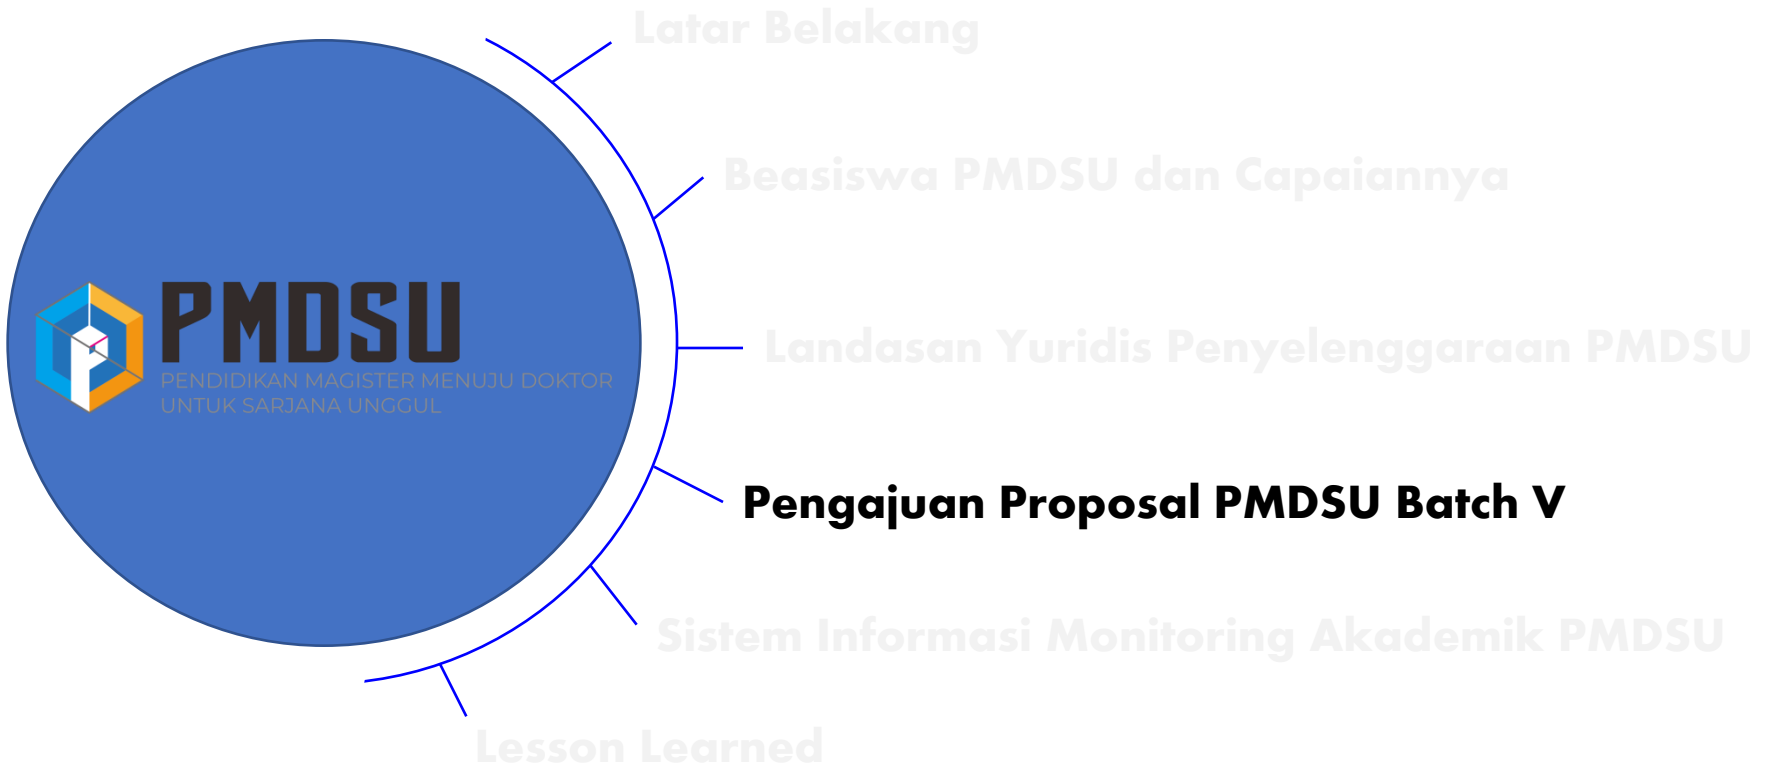 Latar Belakang
Beasiswa PMDSU dan Capaiannya
PMDSU
PENDIDIKAN MAGISTER MENUJU DOKTOR
UNTUK SARJANA UNGGUL
Landasan Yuridis Penyelenggaraan PMDSU
Pengajuan Proposal PMDSU Batch V
Sistem Informasi Monitoring Akademik PMDSU
Lesson Learned